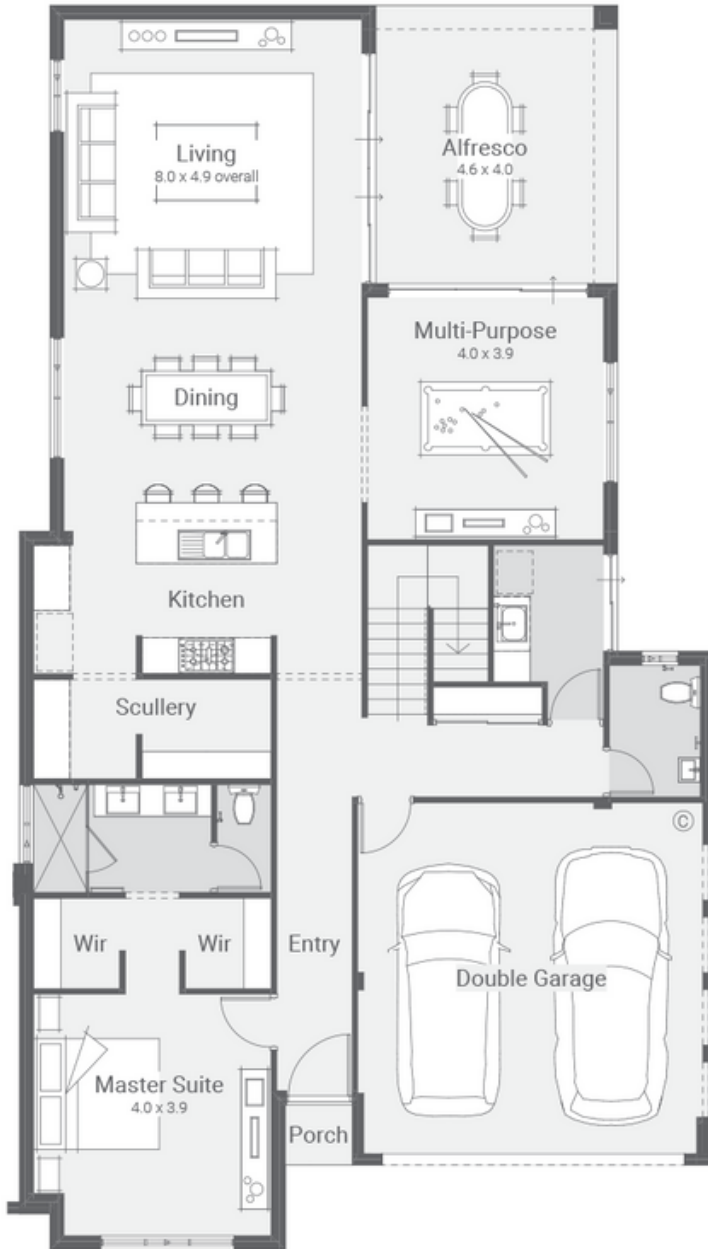 Living
8.0 x 4.9 overall
Alfresco
4.6 x 4.0
Multi-Purpose
4.0 x 3.9
Dining
Kitchen
Scullery
©
Wir
Wir
Entry
Double Garage
Master Suite
4.0 x 3.9
Porch